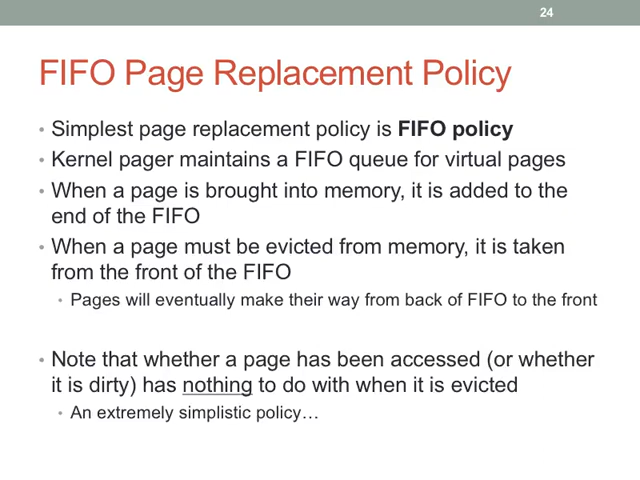 24
FIFO Page Replacement Policy
• Simplest page replacement policy is FIFO policy
• Kernel pager maintains a FIFO queue for virtual pages
• When a page is brought into memory, it is added to the
end of the FIFO
• When a page must be evicted from memory, it is taken
from the front of the FIFO
• Pages will eventually make their way from back of FIFO to the front
• Note that whether a page has been accessed (or whether
it is dirty) has nothing to do with when it is evicted
• An extremely simplistic policy…